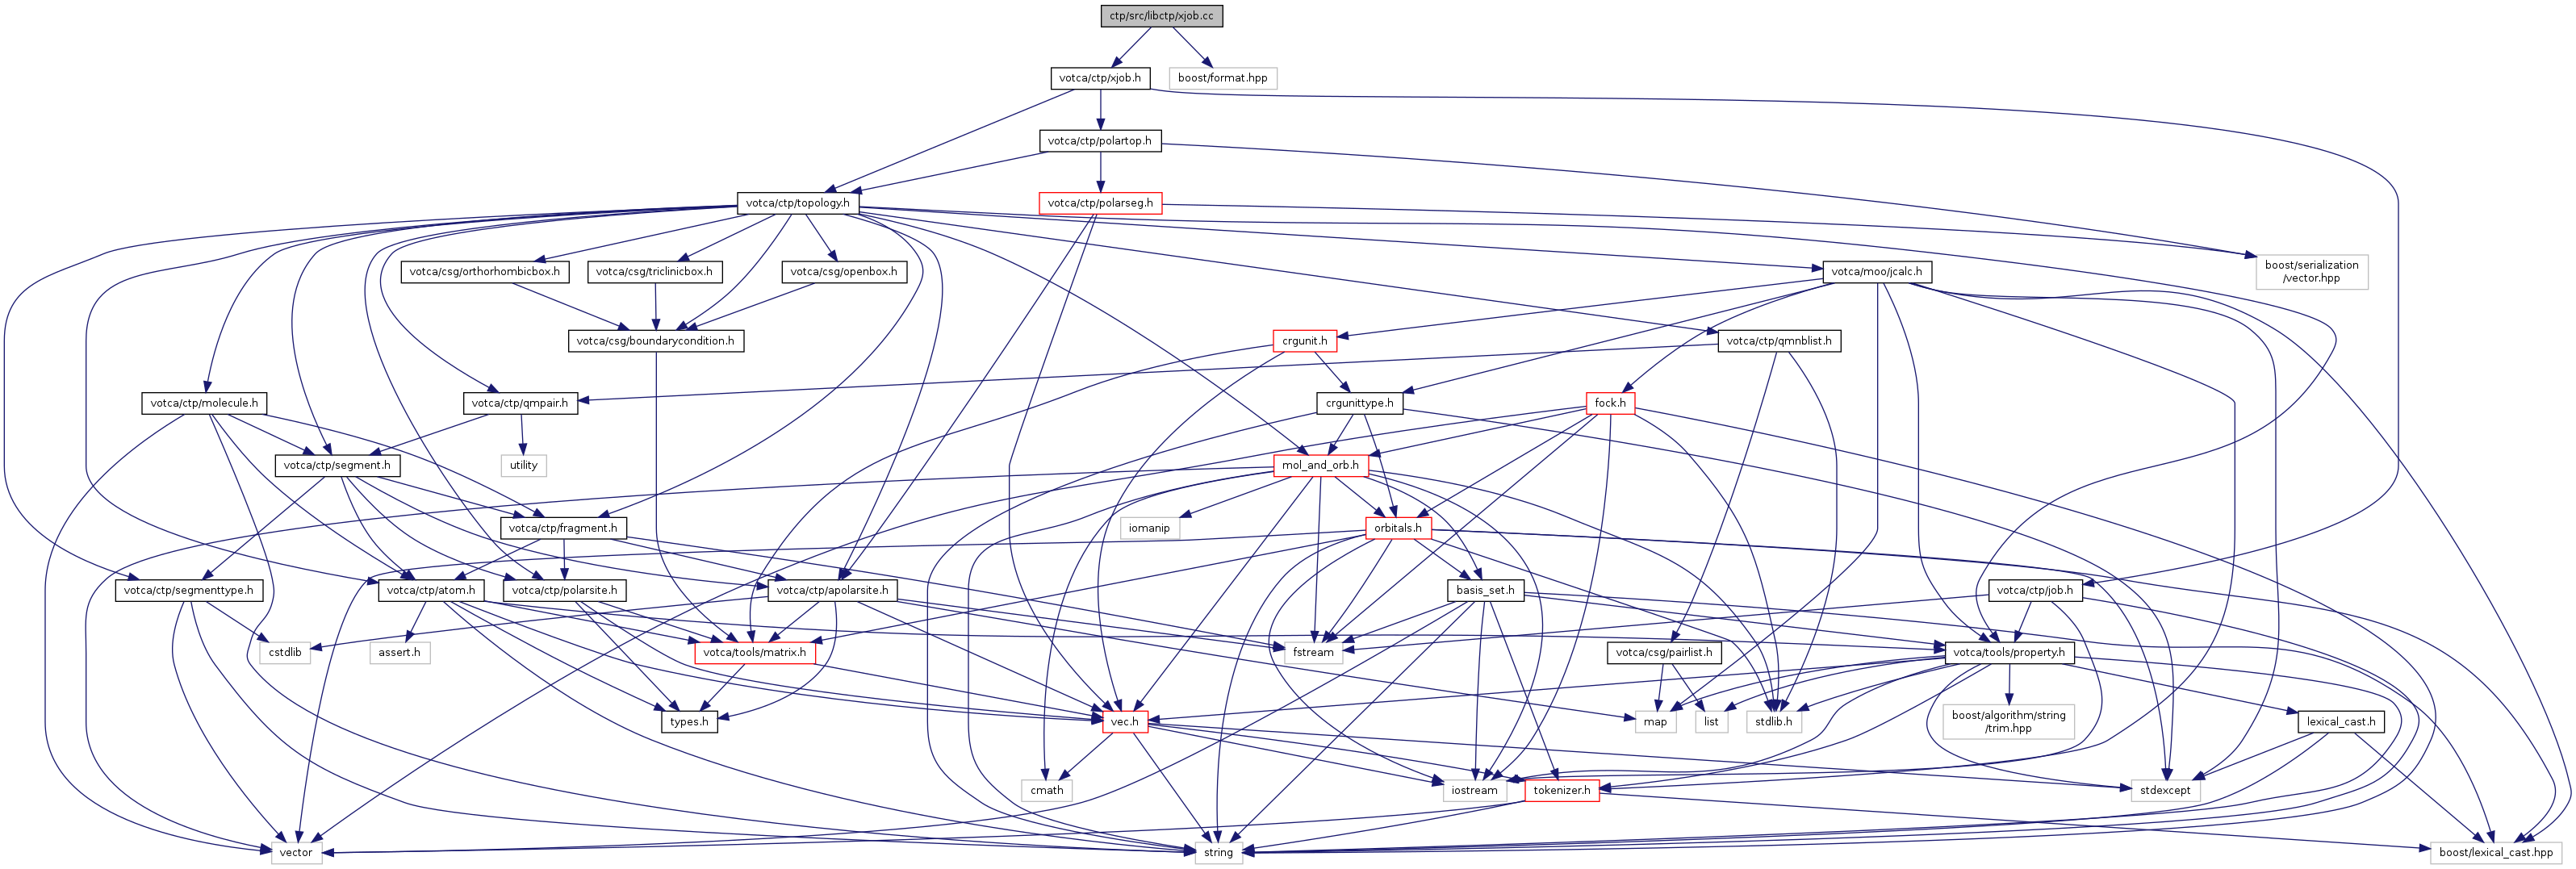 ctp/src/libctp/xjob.cc
votca/ctp/xjob.h
boost/format.hpp
votca/ctp/polartop.h
votca/ctp/topology.h
votca/ctp/polarseg.h
votca/csg/orthorhombicbox.h
votca/csg/triclinicbox.h
votca/csg/openbox.h
votca/moo/jcalc.h
boost/serialization
/vector.hpp
votca/csg/boundarycondition.h
crgunit.h
votca/ctp/qmnblist.h
votca/ctp/molecule.h
votca/ctp/qmpair.h
crgunittype.h
fock.h
votca/ctp/segment.h
utility
mol_and_orb.h
votca/ctp/fragment.h
iomanip
orbitals.h
votca/ctp/segmenttype.h
votca/ctp/atom.h
votca/ctp/polarsite.h
votca/ctp/apolarsite.h
basis_set.h
votca/ctp/job.h
cstdlib
assert.h
votca/tools/matrix.h
fstream
votca/csg/pairlist.h
votca/tools/property.h
types.h
vec.h
map
list
stdlib.h
boost/algorithm/string
/trim.hpp
lexical_cast.h
cmath
iostream
tokenizer.h
stdexcept
vector
string
boost/lexical_cast.hpp